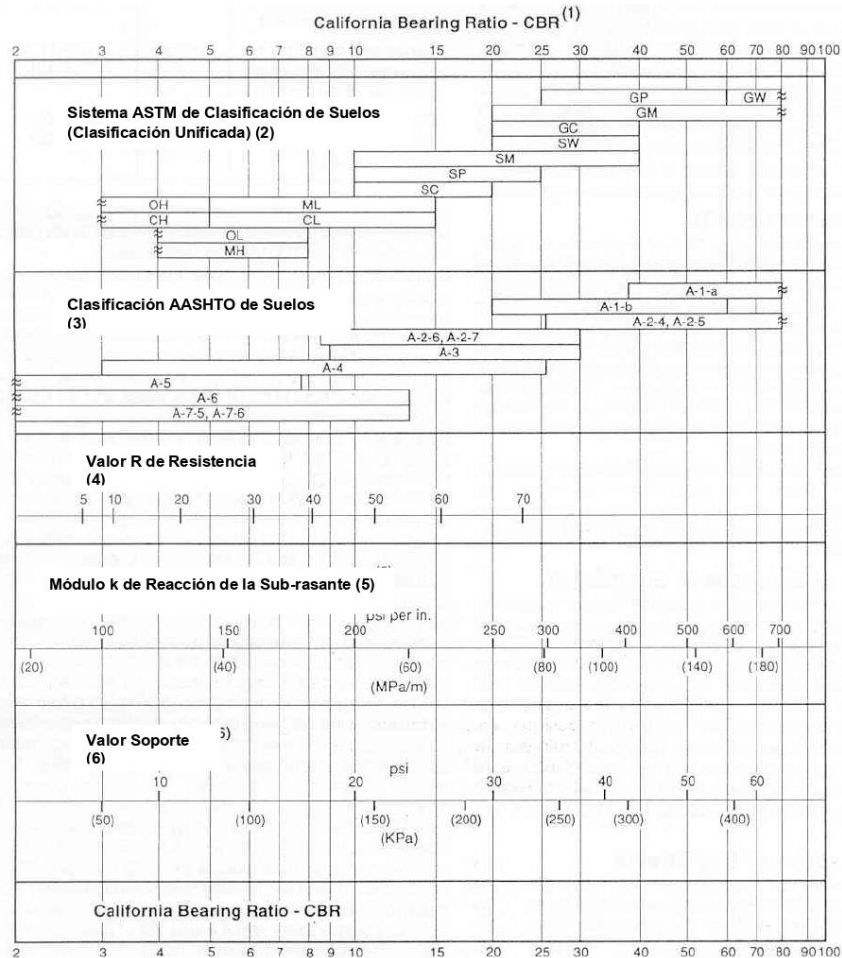 California Bearing Ratio - CBR(1)
2 3 4 5 6 7 8 9 10 15 20 25 30 40 50 60 70 80 90 100
GP GW
Sistema ASTM de Clasificación de Suelos
(Clasificación Unificada) (2)
GM
GC
SW
SM
SP
SC
OH ML
CH CL
OL
MH
Clasificación AASHTO de Suelos
(3)
A-1-a
A-1-b
A-2-4, A-2-5
A-2-6, A-2-7
A-3
A-4
A-5
A-6
A-7-5, A-7-6
Valor R de Resistencia
(4)
5 10 20 30 40 50 60 70
Módulo k de Reacción de la Sub-rasante (5)
psi per in.
100 150 200 250 300 400 500 600 700
(20) (40) (60) (80) (100) (140) (180)
(MPa/m)
Valor Soporte
(6)
psi
10 20 30 40 50 60
(50) (100) (150) (200) (250) (300) (400)
(KPa)
California Bearing Ratio - CBR
2 3 4 5 6 7 8 9 10 15 20 25 30 40 50 60 70 80 90 100